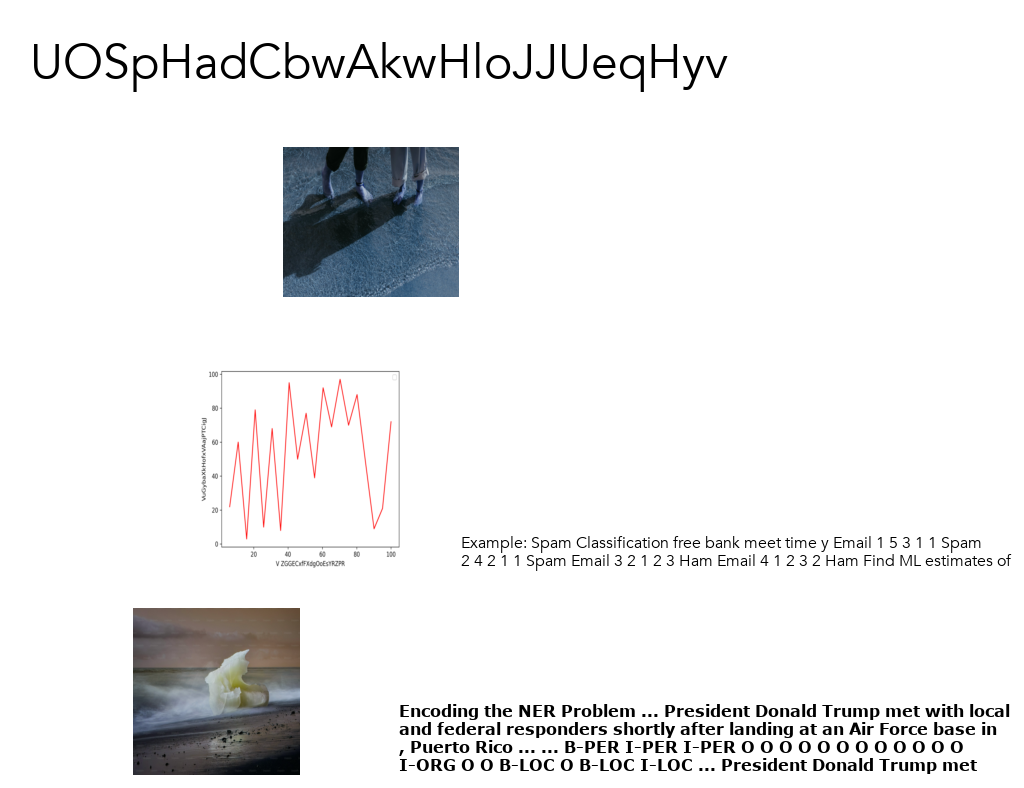 UOSpHadCbwAkwHloJJUeqHyv
100
80
60
40
20
0
20 40 60 80 100
Example: Spam Classification free bank meet time y Email 1 5 3 1 1 Spam
2 4 2 1 1 Spam Email 3 2 1 2 3 Ham Email 4 1 2 3 2 Ham Find ML estimates of
Encoding the NER Problem ... President Donald Trump met with local
and federal responders shortly after landing at an Air Force base in
, Puerto Rico ... ... B-PER I-PER I-PER O O O O O O O O O O O O
I-ORG O O B-LOC O B-LOC I-LOC ... President Donald Trump met